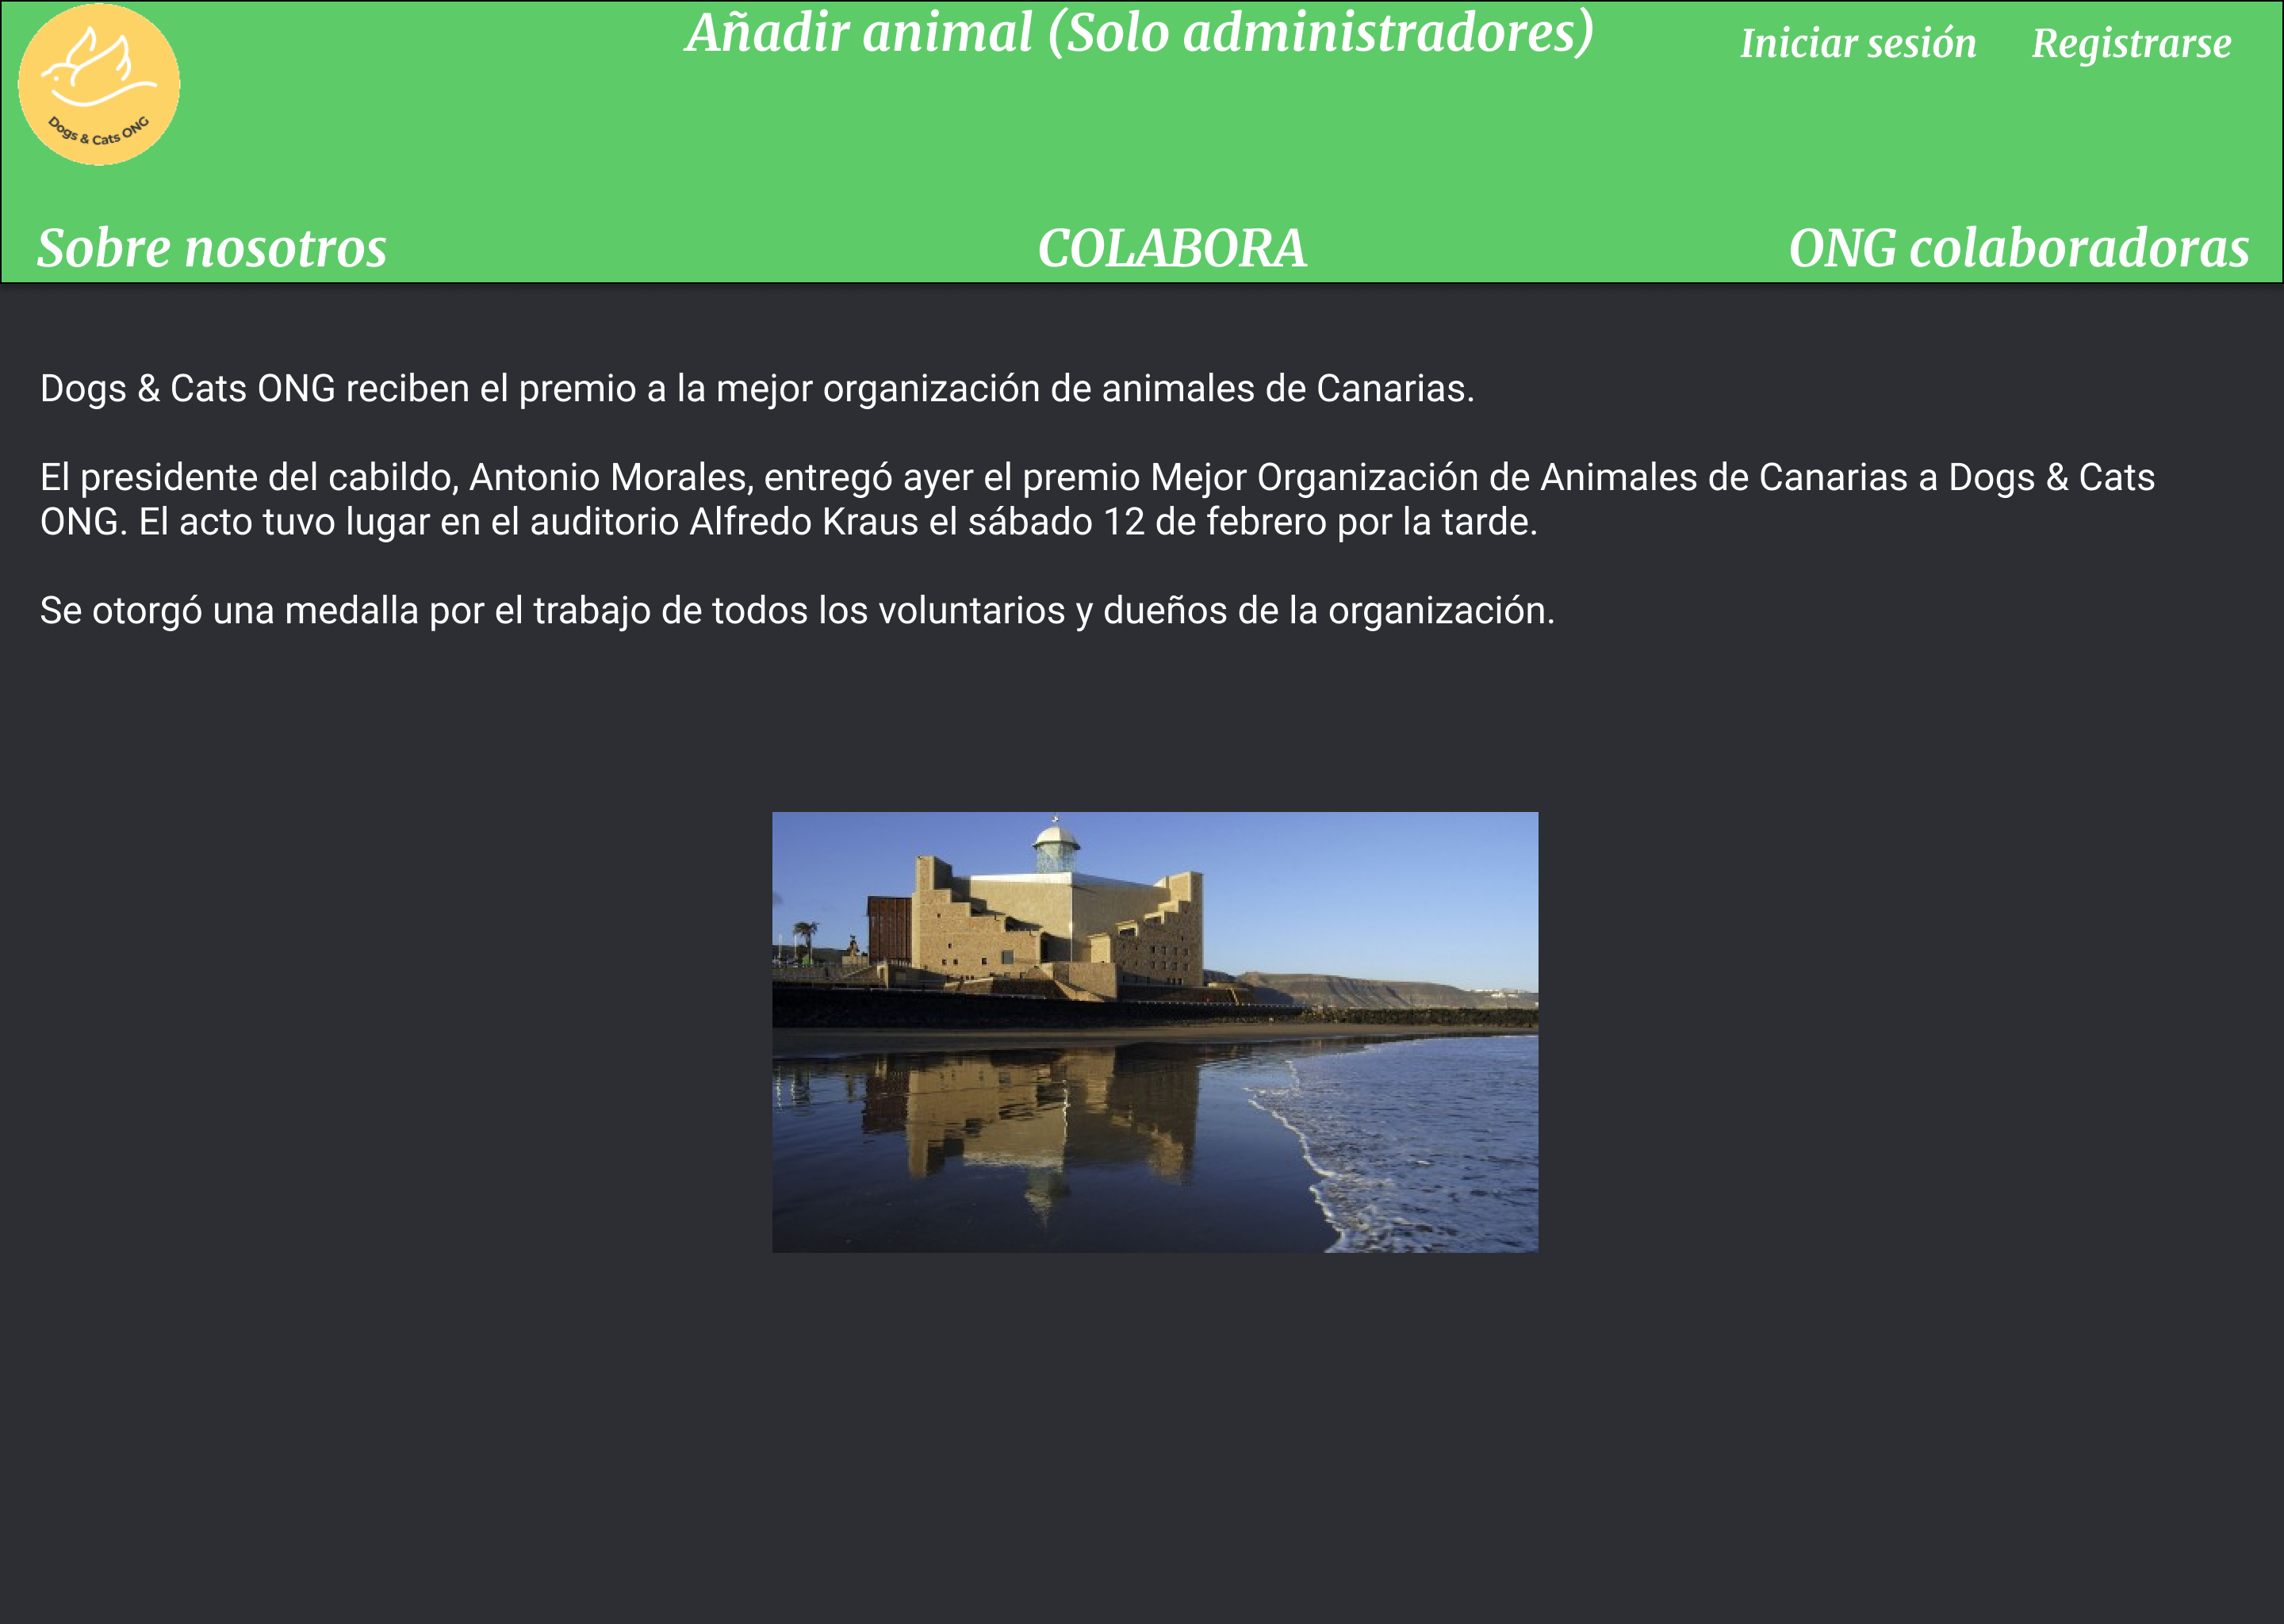 Añadir animal (Solo administradores)
Iniciar sesión
Registrarse
Dogs & Cats ONG
Sobre nosotros
COLABORA
ONG colaboradoras
Dogs & Cats ONG reciben el premio a la mejor organización de animales de Canarias.
El presidente del cabildo, Antonio Morales, entregó ayer el premio Mejor Organización de Animales de Canarias a Dogs & Cats
ONG. El acto tuvo lugar en el auditorio Alfredo Kraus el sábado 12 de febrero por la tarde.
Se otorgó una medalla por el trabajo de todos los voluntarios y dueños de la organización.